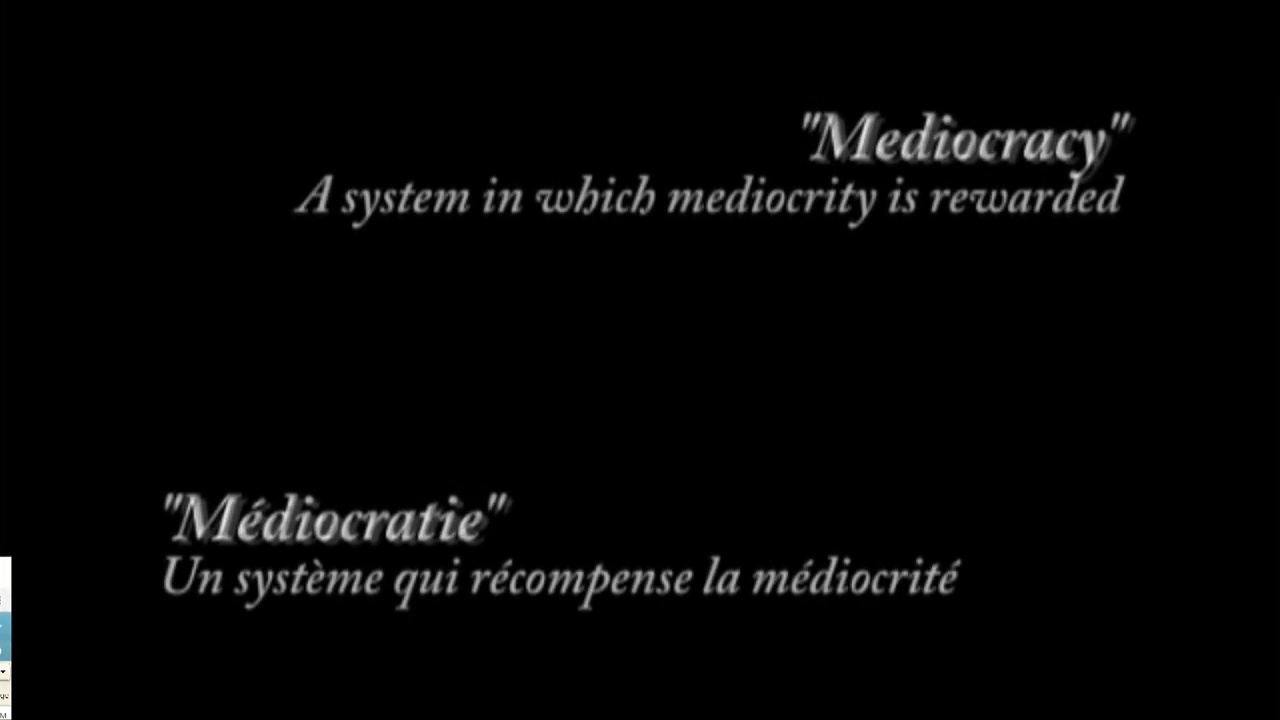 "Mediocracy"
A system in which mediocrity is rewarded
"Médiocratie"
Un système qui récompense la médiocrité